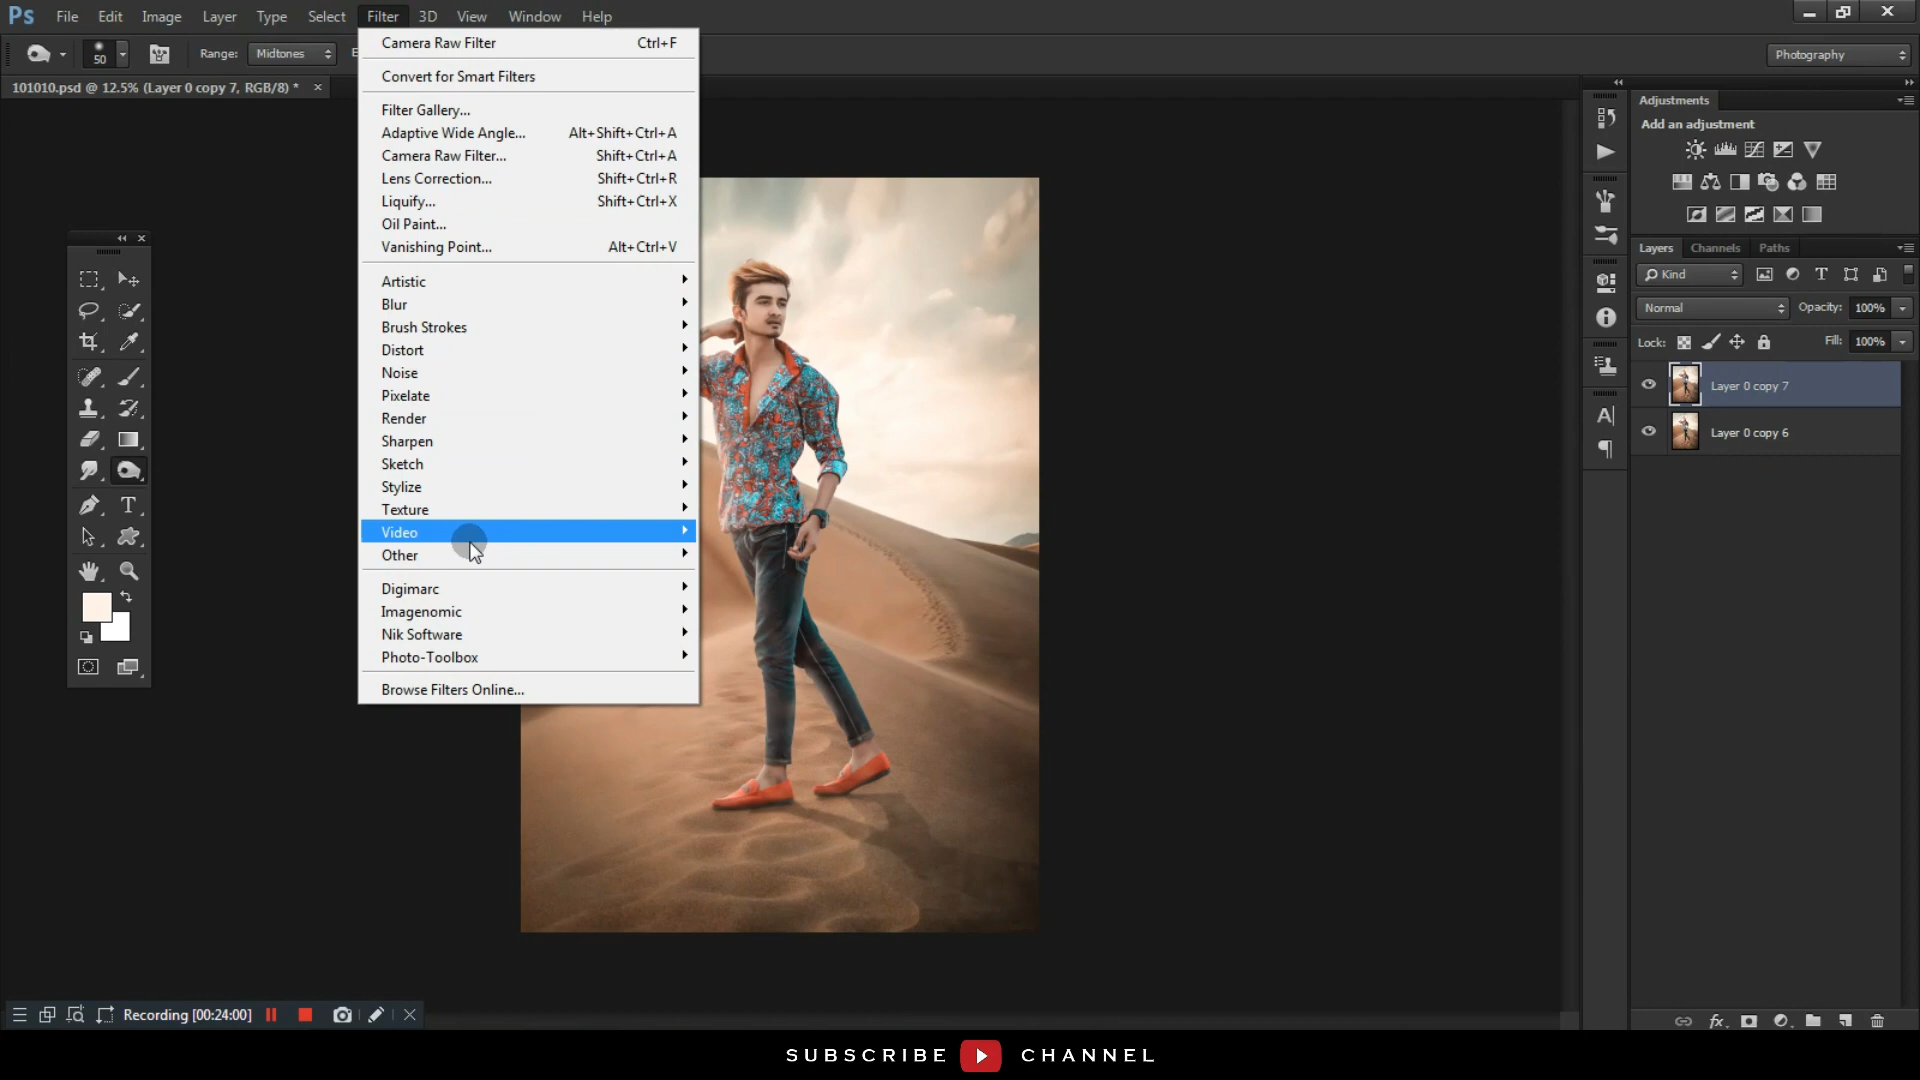 Ps File Edit Image Layer Type Select Filter 3D View Window Help
50 Range: Midtones
Photography
101010.psd @ 12.5% (Layer 0 copy 7, RGB/8) *
Camera Raw Filter Ctrl+F
Convert for Smart Filters
Filter Gallery...
Adaptive Wide Angle... Alt+Shift+Ctrl+A
Camera Raw Filter... Shift+Ctrl+A
Lens Correction... Shift+Ctrl+R
Liquify... Shift+Ctrl+X
Oil Paint...
Vanishing Point... Alt+Ctrl+V
Artistic
Blur
Brush Strokes
Distort
Noise
Pixelate
Render
Sharpen
Sketch
Stylize
Texture
Video
Other
Digimarc
Imagenomic
Nik Software
Photo-Toolbox
Browse Filters Online...
Adjustments
Add an adjustment
Layers Channels Paths
Kind
Normal Opacity: 100%
Lock: Fill: 100%
Layer 0 copy 7
Layer 0 copy 6
Recording [00:24:00]
SUBSCRIBE CHANNEL